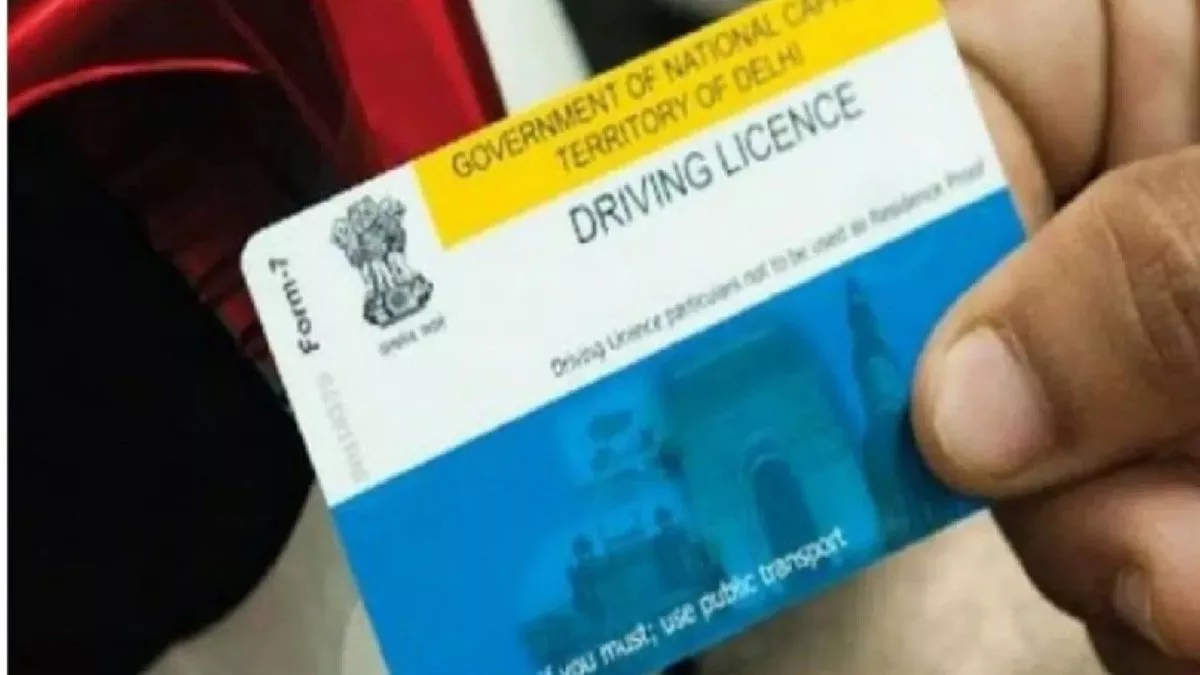 GOVERNMENT OF NATIONAL
TERRITORY OF DELHI
DRIVING LICENCE
Driving Licence particulars not to be used as Residence Proof
Form-7
you must; use public transport